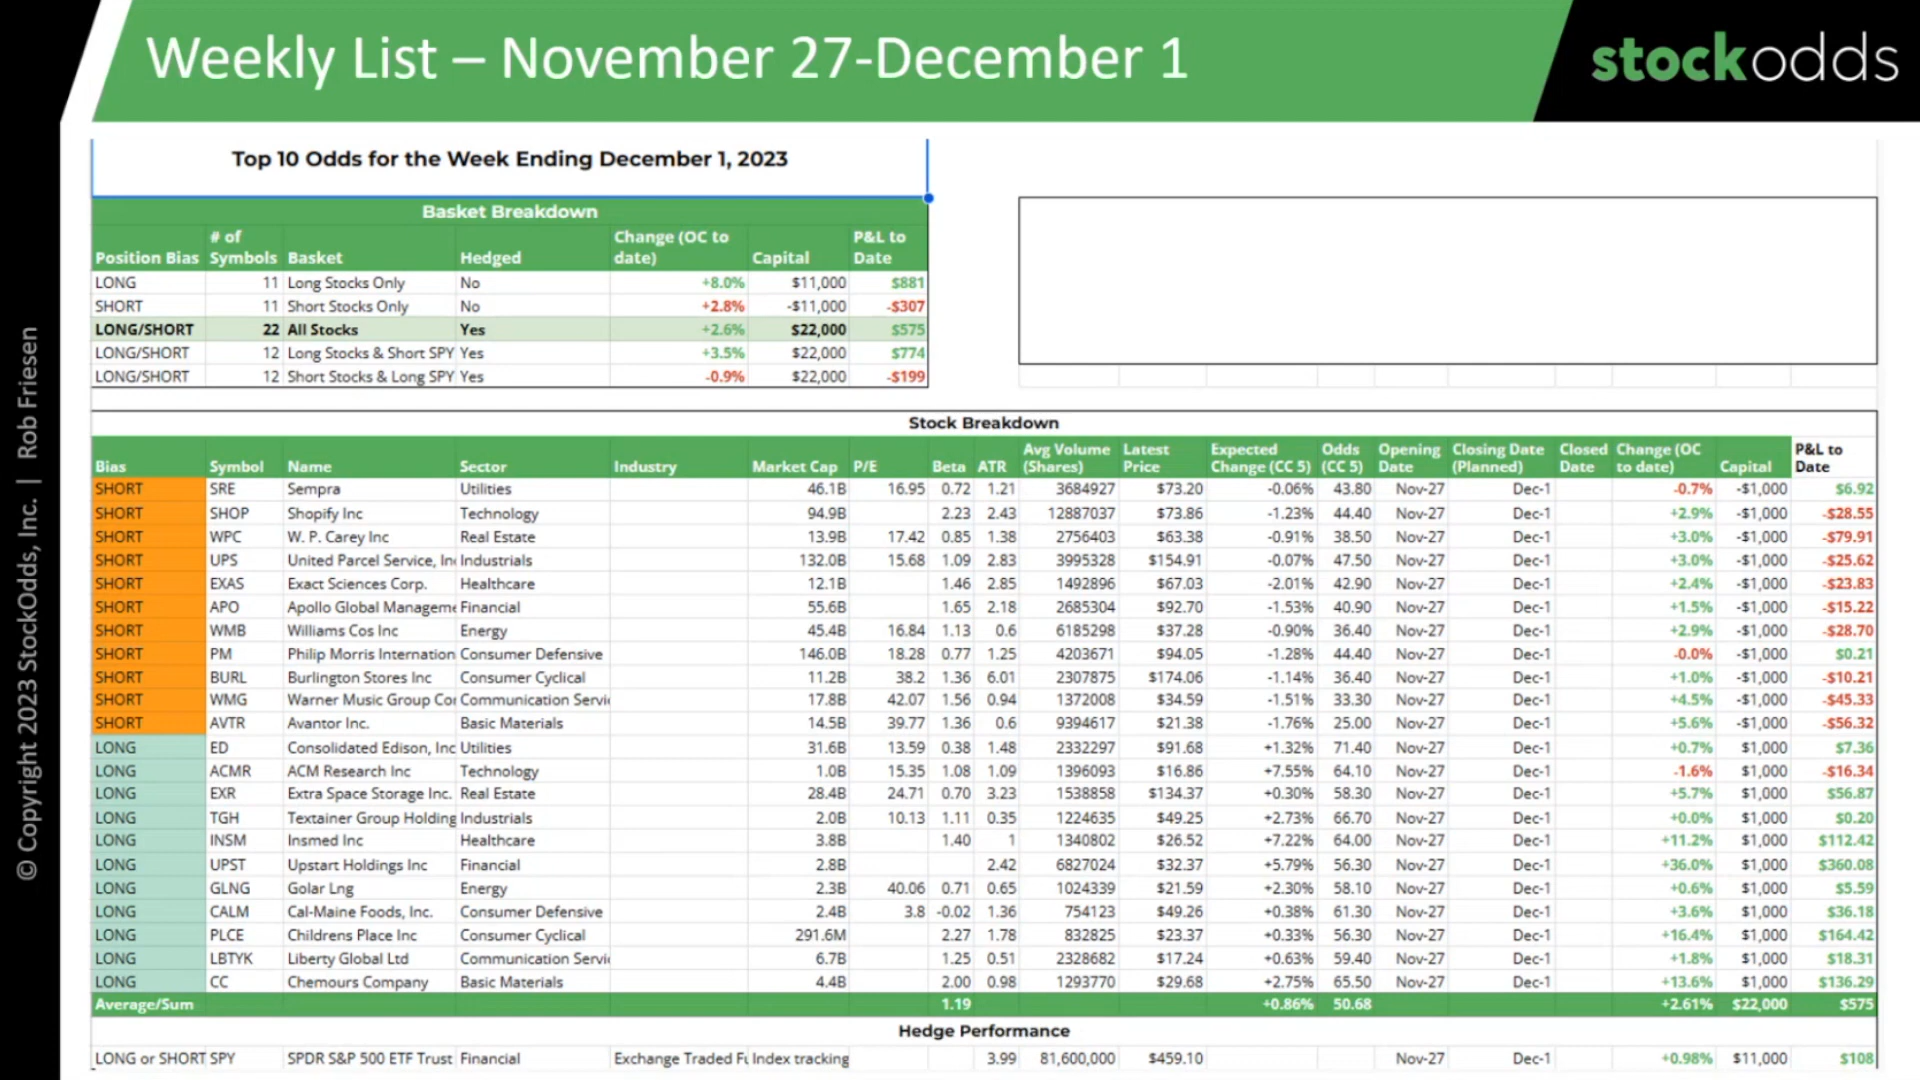 Weekly List – November 27-December 1
stockodds
Top 10 Odds for the Week Ending December 1, 2023
Basket Breakdown
Position Bias # of Symbols Basket Hedged Change (OC to date) Capital P&L to Date
LONG 11 Long Stocks Only No +8.0% $11,000 $881
SHORT 11 Short Stocks Only No +2.8% -$11,000 -$307
LONG/SHORT 22 All Stocks Yes +2.6% $22,000 $575
LONG/SHORT 12 Long Stocks & Short SPY Yes +3.5% $22,000 $774
LONG/SHORT 12 Short Stocks & Long SPY Yes -0.9% $22,000 -$199
Stock Breakdown
Bias Symbol Name Sector Industry Market Cap P/E Beta ATR Avg Volume (Shares) Latest Price Expected Change (CC 5) Odds (CC 5) Opening Date Closing Date (Planned) Closed Date Change (OC to date) Capital P&L to Date
SHORT SRE Sempra Utilities 46.1B 16.95 0.72 1.21 3684927 $73.20 -0.06% 43.80 Nov-27 Dec-1 -0.7% -$1,000 $6.92
SHORT SHOP Shopify Inc Technology 94.9B 2.23 2.43 12887037 $73.86 -1.23% 44.40 Nov-27 Dec-1 +2.9% -$1,000 -$28.55
SHORT WPC W. P. Carey Inc Real Estate 13.9B 17.42 0.85 1.38 2756403 $63.38 -0.91% 38.50 Nov-27 Dec-1 +3.0% -$1,000 -$79.91
SHORT UPS United Parcel Service, In Industrials 132.0B 15.68 1.09 2.83 3995328 $154.91 -0.07% 47.50 Nov-27 Dec-1 +3.0% -$1,000 -$25.62
SHORT EXAS Exact Sciences Corp. Healthcare 12.1B 1.46 2.85 1492896 $67.03 -2.01% 42.90 Nov-27 Dec-1 +2.4% -$1,000 -$23.83
SHORT APO Apollo Global Manageme Financial 55.6B 1.65 2.18 2685304 $92.70 -1.53% 40.90 Nov-27 Dec-1 +1.5% -$1,000 -$15.22
SHORT WMB Williams Cos Inc Energy 45.4B 16.84 1.13 0.6 6185298 $37.28 -0.90% 36.40 Nov-27 Dec-1 +2.9% -$1,000 -$28.70
SHORT PM Philip Morris Internation Consumer Defensive 146.0B 18.28 0.77 1.25 4203671 $94.05 -1.28% 44.40 Nov-27 Dec-1 -0.0% -$1,000 $0.21
SHORT BURL Burlington Stores Inc Consumer Cyclical 11.2B 38.2 1.36 6.01 2307875 $174.06 -1.14% 36.40 Nov-27 Dec-1 +1.0% -$1,000 -$10.21
SHORT WMG Warner Music Group Cor Communication Servi 17.8B 42.07 1.56 0.94 1372008 $34.59 -1.51% 33.30 Nov-27 Dec-1 +4.5% -$1,000 -$45.33
SHORT AVTR Avantor Inc. Basic Materials 14.5B 39.77 1.36 0.6 9394617 $21.38 -1.76% 25.00 Nov-27 Dec-1 +5.6% -$1,000 -$56.32
LONG ED Consolidated Edison, Inc Utilities 31.6B 13.59 0.38 1.48 2332297 $91.68 +1.32% 71.40 Nov-27 Dec-1 +0.7% $1,000 $7.36
LONG ACMR ACM Research Inc Technology 1.0B 15.35 1.08 1.09 1396093 $16.86 +7.55% 64.10 Nov-27 Dec-1 -1.6% $1,000 -$16.34
LONG EXR Extra Space Storage Inc. Real Estate 28.4B 24.71 0.70 3.23 1538858 $134.37 +0.30% 58.30 Nov-27 Dec-1 +5.7% $1,000 $56.87
LONG TGH Textainer Group Holding Industrials 2.0B 10.13 1.11 0.35 1224635 $49.25 +2.73% 66.70 Nov-27 Dec-1 +0.0% $1,000 $0.20
LONG INSM Insmed Inc Healthcare 3.8B 1.40 1 1340802 $26.52 +7.22% 64.00 Nov-27 Dec-1 +11.2% $1,000 $112.42
LONG UPST Upstart Holdings Inc Financial 2.8B 2.42 6827024 $32.37 +5.79% 56.30 Nov-27 Dec-1 +36.0% $1,000 $360.08
LONG GLNG Golar Lng Energy 2.3B 40.06 0.71 0.65 1024339 $21.59 +2.30% 58.10 Nov-27 Dec-1 +0.6% $1,000 $5.59
LONG CALM Cal-Maine Foods, Inc. Consumer Defensive 2.4B 3.8 -0.02 1.36 754123 $49.26 +0.38% 61.30 Nov-27 Dec-1 +3.6% $1,000 $36.18
LONG PLCE Childrens Place Inc Consumer Cyclical 291.6M 2.27 1.78 832825 $23.37 +0.33% 56.30 Nov-27 Dec-1 +16.4% $1,000 $164.42
LONG LBTYK Liberty Global Ltd Communication Servi 6.7B 1.25 0.51 2328682 $17.24 +0.63% 59.40 Nov-27 Dec-1 +1.8% $1,000 $18.31
LONG CC Chemours Company Basic Materials 4.4B 2.00 0.98 1293770 $29.68 +2.75% 65.50 Nov-27 Dec-1 +13.6% $1,000 $136.29
Average/Sum 1.19 +0.86% 50.68 +2.61% $22,000 $575
Hedge Performance
LONG or SHORT SPY SPDR S&P 500 ETF Trust Financial Exchange Traded Fu Index tracking 3.99 81,600,000 $459.10 Nov-27 Dec-1 +0.98% $11,000 $108
© Copyright 2023 StockOdds, Inc. | Rob Friesen